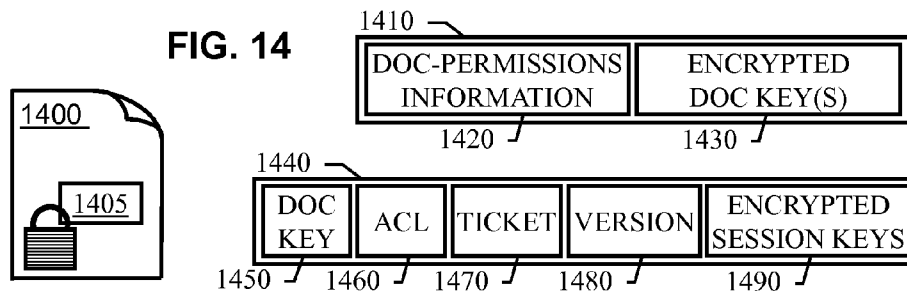 FIG. 14
1410
DOC-PERMISSIONS
INFORMATION
ENCRYPTED
DOC KEY(S)
1420
1430
1400
1405
1440
DOC
KEY
ACL
TICKET
VERSION
ENCRYPTED
SESSION KEYS
1450
1460
1470
1480
1490